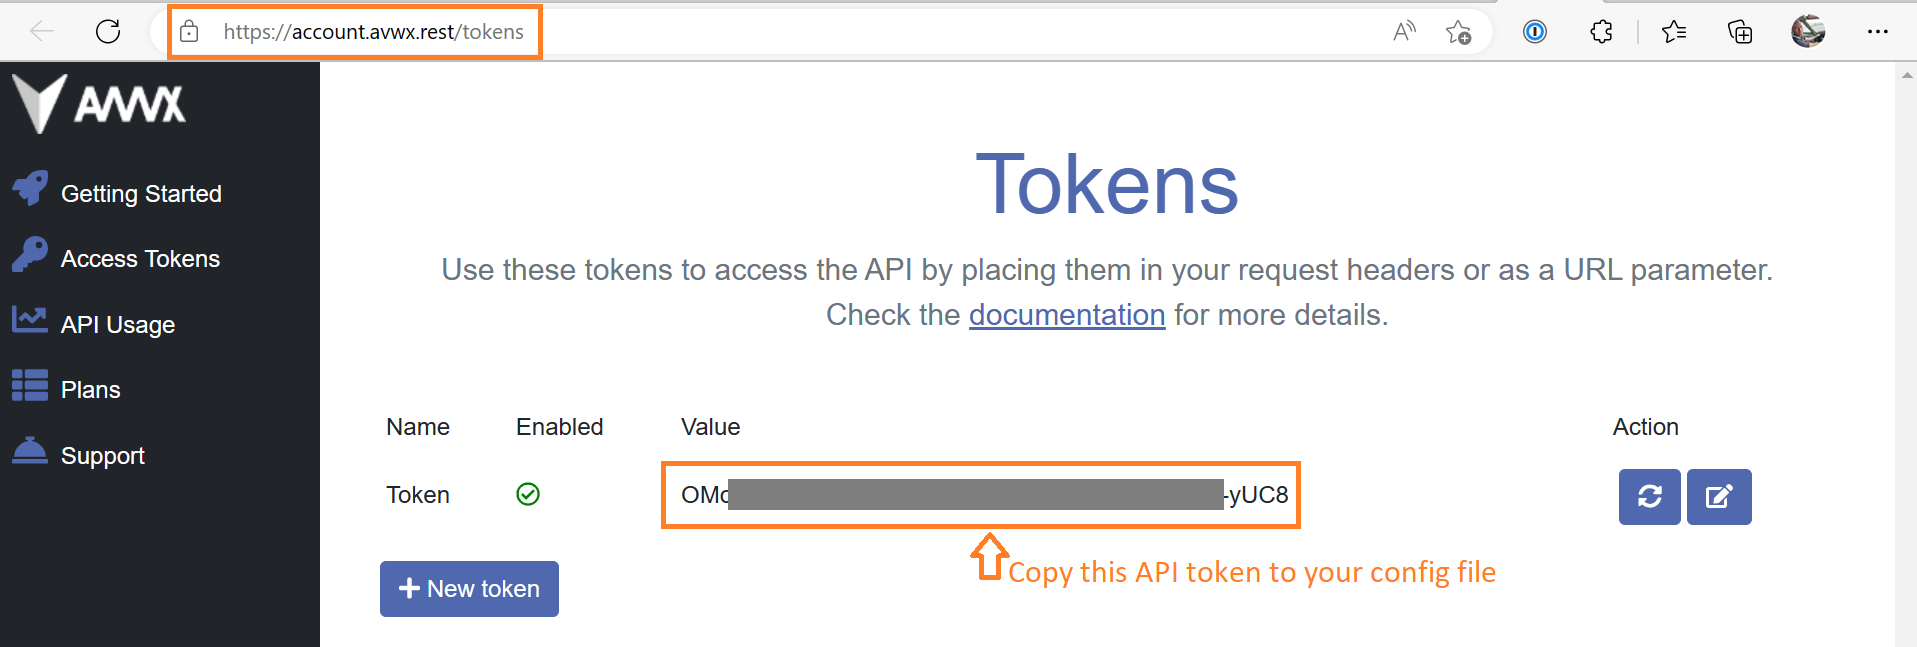 https://account.avwx.rest/tokens
AVWX
Getting Started
Access Tokens
API Usage
Plans
Support
Tokens
Use these tokens to access the API by placing them in your request headers or as a URL parameter.
Check the documentation for more details.
Name Enabled Value Action
Token OMc -yUC8
Copy this API token to your config file
New token